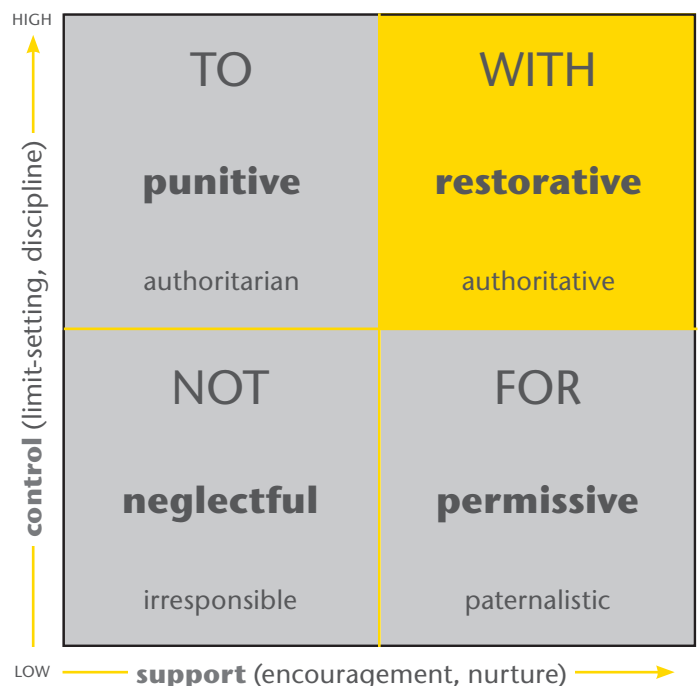 HIGH
TO
WITH
punitive
restorative
authoritarian
authoritative
NOT
FOR
neglectful
permissive
irresponsible
paternalistic
control (limit-setting, discipline)
LOW
support (encouragement, nurture)